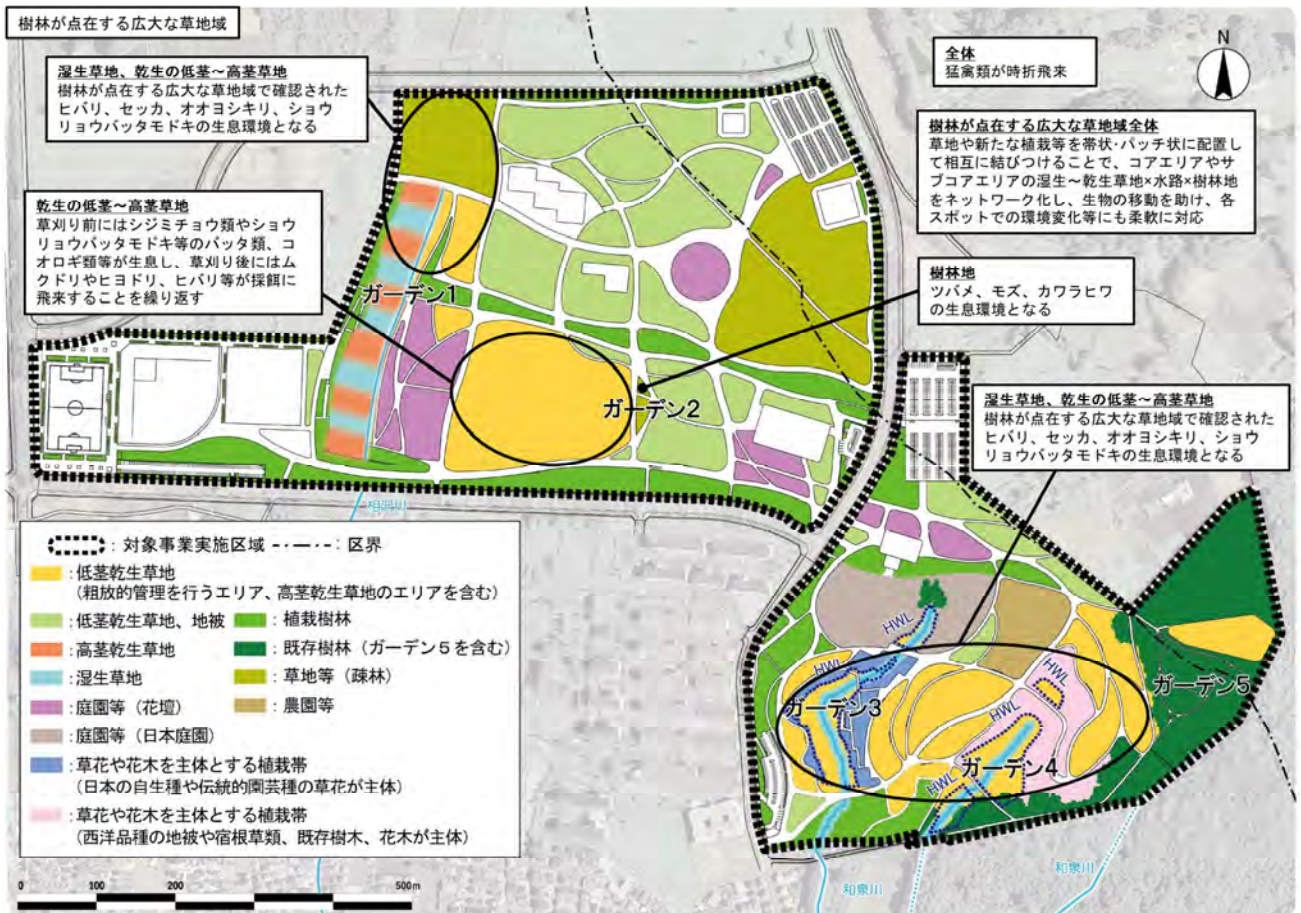 樹林が点在する広大な草地域
湿生草地、乾生の低茎～高茎草地
樹林が点在する広大な草地域で確認された
ヒバリ、セッカ、オオヨシキリ、ショウ
リョウバッタモドキの生息環境となる
全体
猛禽類が時折飛来
N
樹林が点在する広大な草地域全体
草地や新たな植栽等を帯状・パッチ状に配置し
て相互に結びつけることで、コアエリアやサ
ブコアエリアの湿生～乾生草地×水路×樹林地
をネットワーク化し、生物の移動を助け、各
スポットでの環境変化等にも柔軟に対応
乾生の低茎～高茎草地
草刈り前にはシジミチョウ類やショウ
リョウバッタモドキ等のバッタ類、コ
オロギ類等が生息し、草刈り後にはム
クドリやヒヨドリ、ヒバリ等が採餌に
飛来することを繰り返す
樹林地
ツバメ、モズ、カワラヒワ
の生息環境となる
ガーデン1
ガーデン2
湿生草地、乾生の低茎～高茎草地
樹林が点在する広大な草地域で確認された
ヒバリ、セッカ、オオヨシキリ、ショウ
リョウバッタモドキの生息環境となる
相沢川
：対象事業実施区域
：区界
：低茎乾生草地
（粗放的管理を行うエリア、高茎乾生草地のエリアを含む）
：低茎乾生草地、地被
：植栽樹林
：高茎乾生草地
：既存樹林（ガーデン5を含む）
：湿生草地
：草地等（疎林）
：庭園等（花壇）
：農園等
：庭園等（日本庭園）
：草花や花木を主体とする植栽帯
（日本の自生種や伝統的園芸種の草花が主体）
：草花や花木を主体とする植栽帯
（西洋品種の地被や宿根草類、既存樹木、花木が主体）
HWL
HWL
HWL
HWL
HWL
ガーデン3
ガーデン4
ガーデン5
和泉川
和泉川
0 100 200 500m